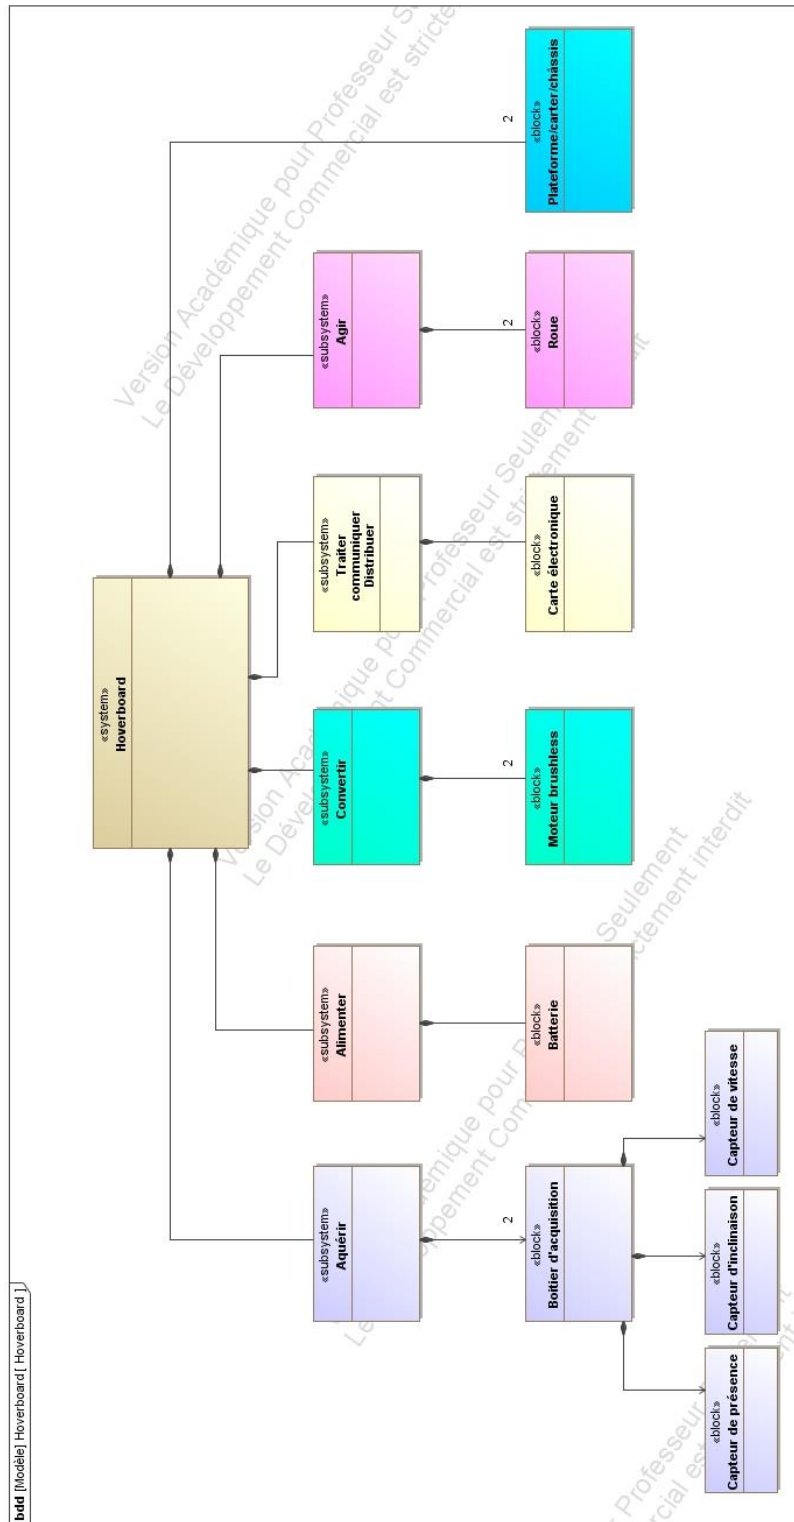 bdd [Modèle] Hoverboard [ Hoverboard ]
«system»
Hoverboard
«subsystem»
Aquérir
«subsystem»
Alimenter
«subsystem»
Convertir
«subsystem»
Traiter
communiquer
Distribuer
«subsystem»
Agir
2
«block»
Boitier d'acquisition
«block»
Batterie
2
«block»
Moteur brushless
«block»
Carte électronique
2
«block»
Roue
2
«block»
Plateforme/carter/châssis
«block»
Capteur de présence
«block»
Capteur d'inclinaison
«block»
Capteur de vitesse
Version Académique pour Professeur Seulement
Le Développement Commercial est strictement interdit